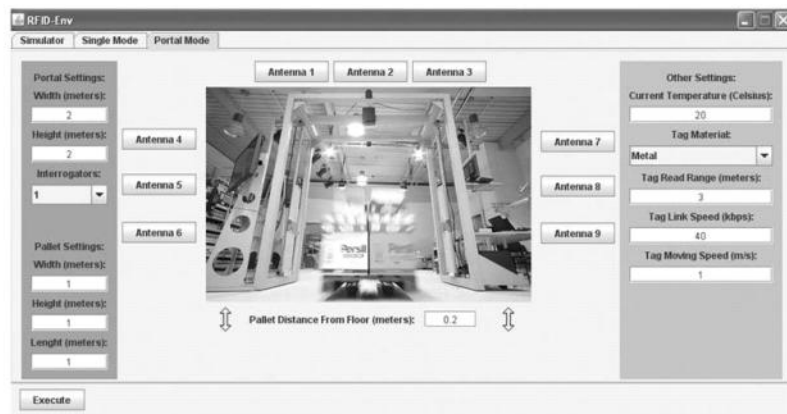 RFID-Env
Simulator Single Mode Portal Mode
Portal Settings:
Width (meters):
2
Height (meters):
2
Interrogators:
1
Pallet Settings:
Width (meters):
1
Height (meters):
1
Lenght (meters):
1
Antenna 1 Antenna 2 Antenna 3
Antenna 4
Antenna 5
Antenna 6
Persil
Antenna 7
Antenna 8
Antenna 9
Pallet Distance From Floor (meters): 0.2
Other Settings:
Current Temperature (Celsius):
20
Tag Material:
Metal
Tag Read Range (meters):
3
Tag Link Speed (kbps):
40
Tag Moving Speed (m/s):
1
Execute